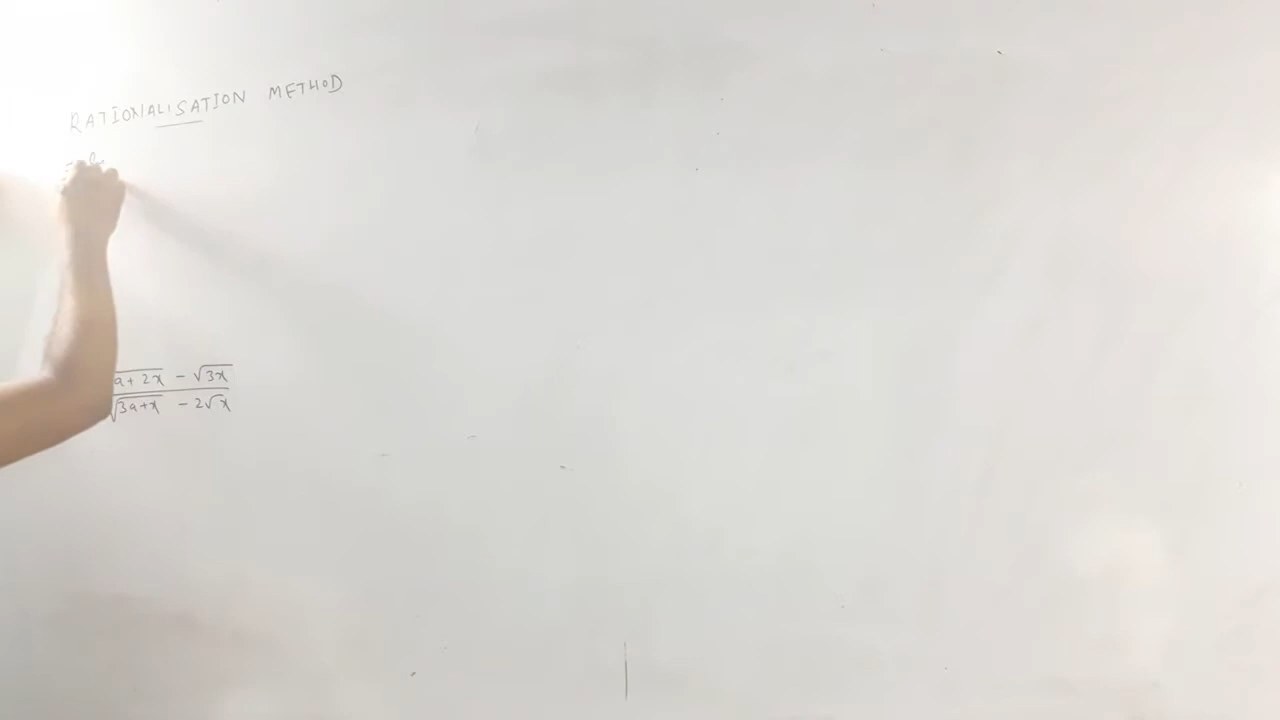 RATIONALISATION METHOD
√a+2x - √3x
√3a+x - 2√x